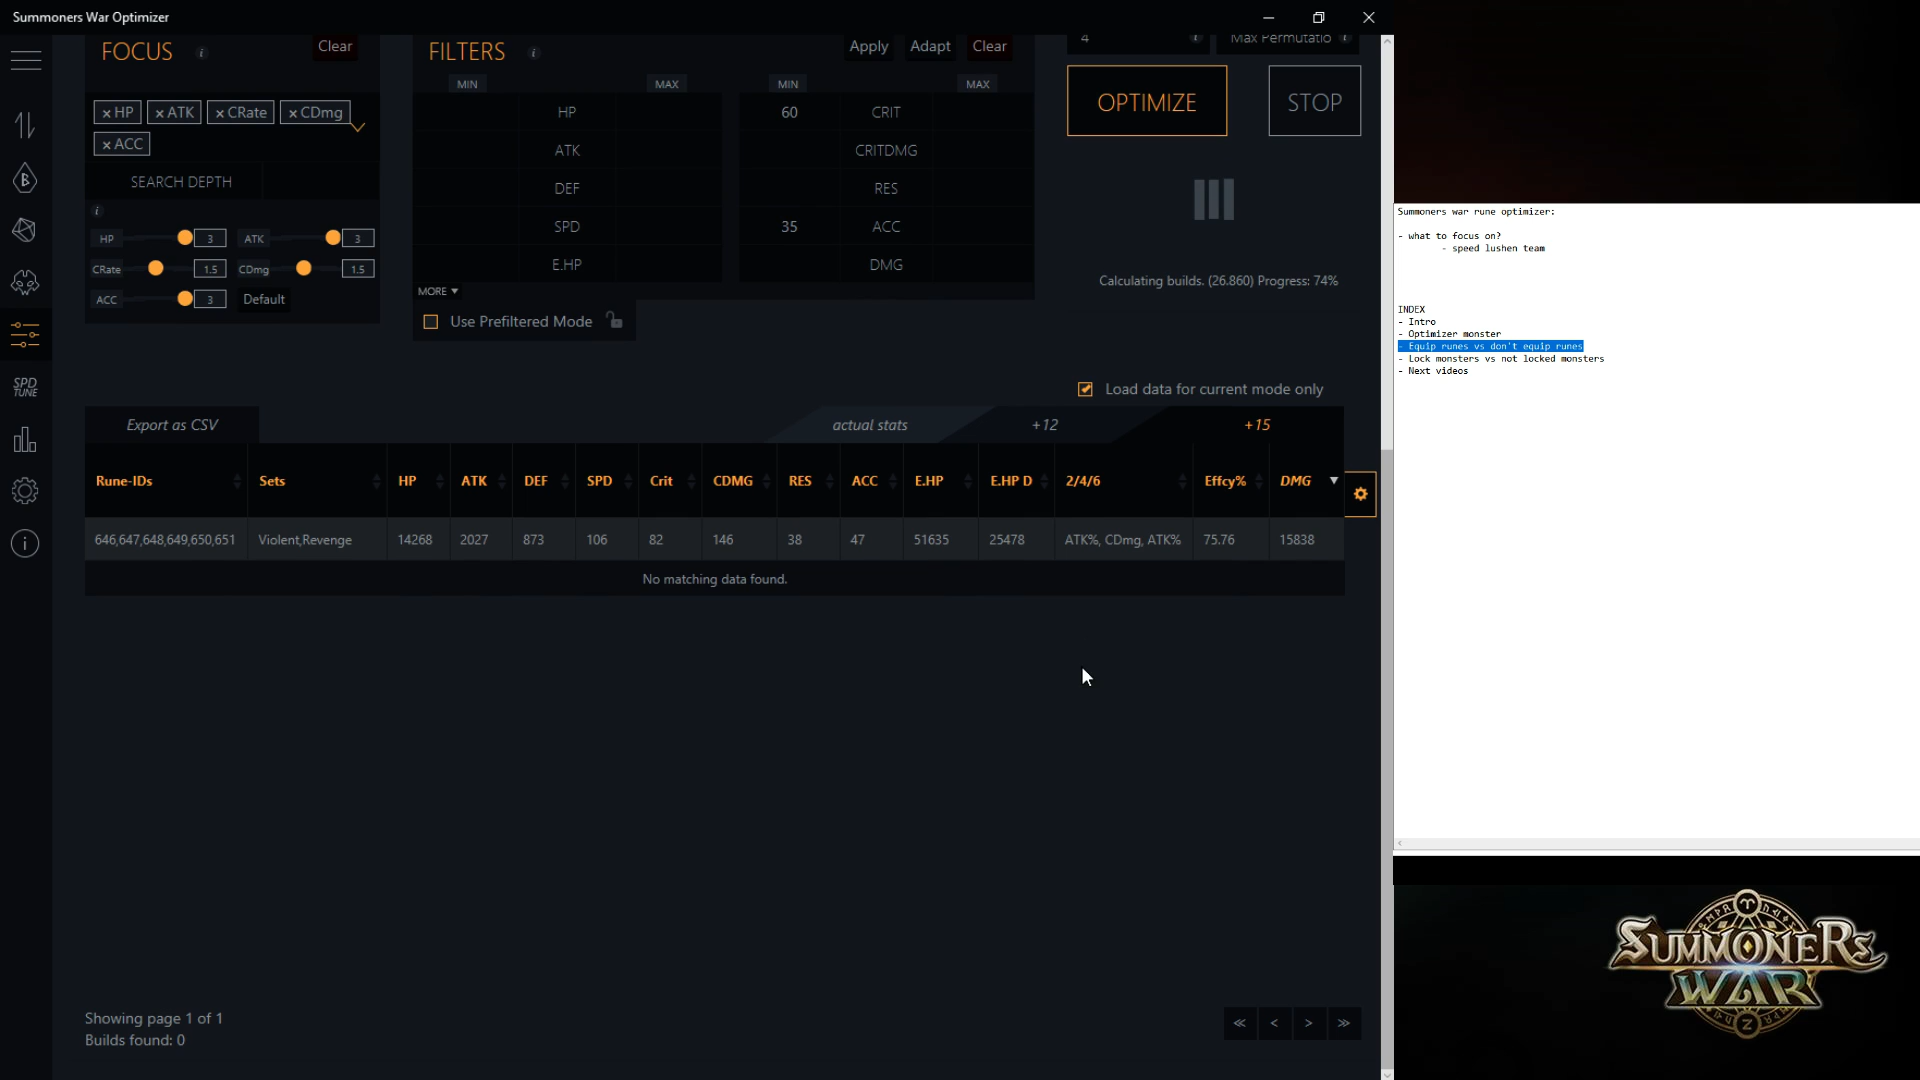 Summoners War Optimizer
FOCUS i Clear
× HP × ATK × CRate × CDmg
× ACC
SEARCH DEPTH
i
HP 3 ATK 3
CRate 1.5 CDmg 1.5
ACC 3 Default
FILTERS i Apply Adapt Clear
MIN MAX MIN MAX
HP 60 CRIT
ATK CRITDMG
DEF RES
SPD 35 ACC
E.HP DMG
MORE ▼
Use Prefiltered Mode
4 i Max Permutatio i
OPTIMIZE STOP
Calculating builds. (26.860) Progress: 74%
SPD
TUNE
Load data for current mode only
Export as CSV actual stats +12 +15
Rune-IDs Sets HP ATK DEF SPD Crit CDMG RES ACC E.HP E.HP D 2/4/6 Effcy% DMG
646,647,648,649,650,651 Violent,Revenge 14268 2027 873 106 82 146 38 47 51635 25478 ATK%, CDmg, ATK% 75.76 15838
No matching data found.
Showing page 1 of 1
Builds found: 0
« < > »
Summoners war rune optimizer:
- what to focus on?
- speed lushen team
INDEX
- Intro
- Optimizer monster
- Equip runes vs don't equip runes
- Lock monsters vs not locked monsters
- Next videos
SUMMONERS
WAR